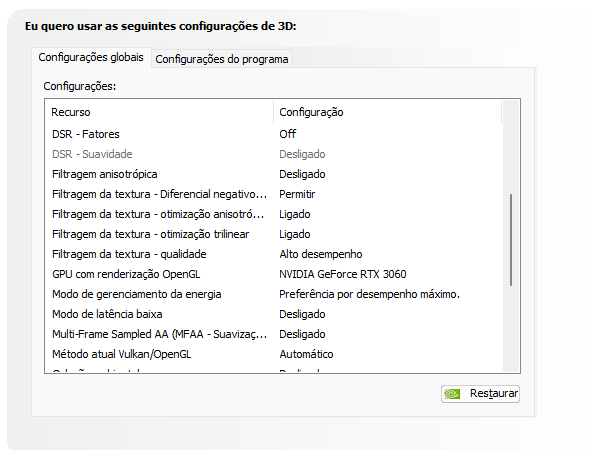 Eu quero usar as seguintes configurações de 3D:
Configurações globais Configurações do programa
Configurações:
Recurso Configuração
DSR - Fatores Off
DSR - Suavidade Desligado
Filtragem anisotrópica Desligado
Filtragem da textura - Diferencial negativo... Permitir
Filtragem da textura - otimização anisotró... Ligado
Filtragem da textura - otimização trilinear Ligado
Filtragem da textura - qualidade Alto desempenho
GPU com renderização OpenGL NVIDIA GeForce RTX 3060
Modo de gerenciamento da energia Preferência por desempenho máximo.
Modo de latência baixa Desligado
Multi-Frame Sampled AA (MFAA - Suavizaç... Desligado
Método atual Vulkan/OpenGL Automático
Restaurar